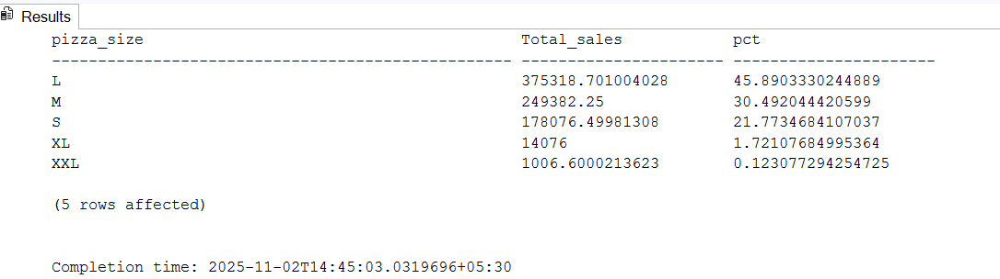 Results
pizza_size Total_sales pct
-------------------------------------------------- ---------------------- ----------------------
L 375318.701004028 45.8903330244889
M 249382.25 30.492044420599
S 178076.49981308 21.7734684107037
XL 14076 1.72107684995364
XXL 1006.6000213623 0.123077294254725
(5 rows affected)
Completion time: 2025-11-02T14:45:03.0319696+05:30